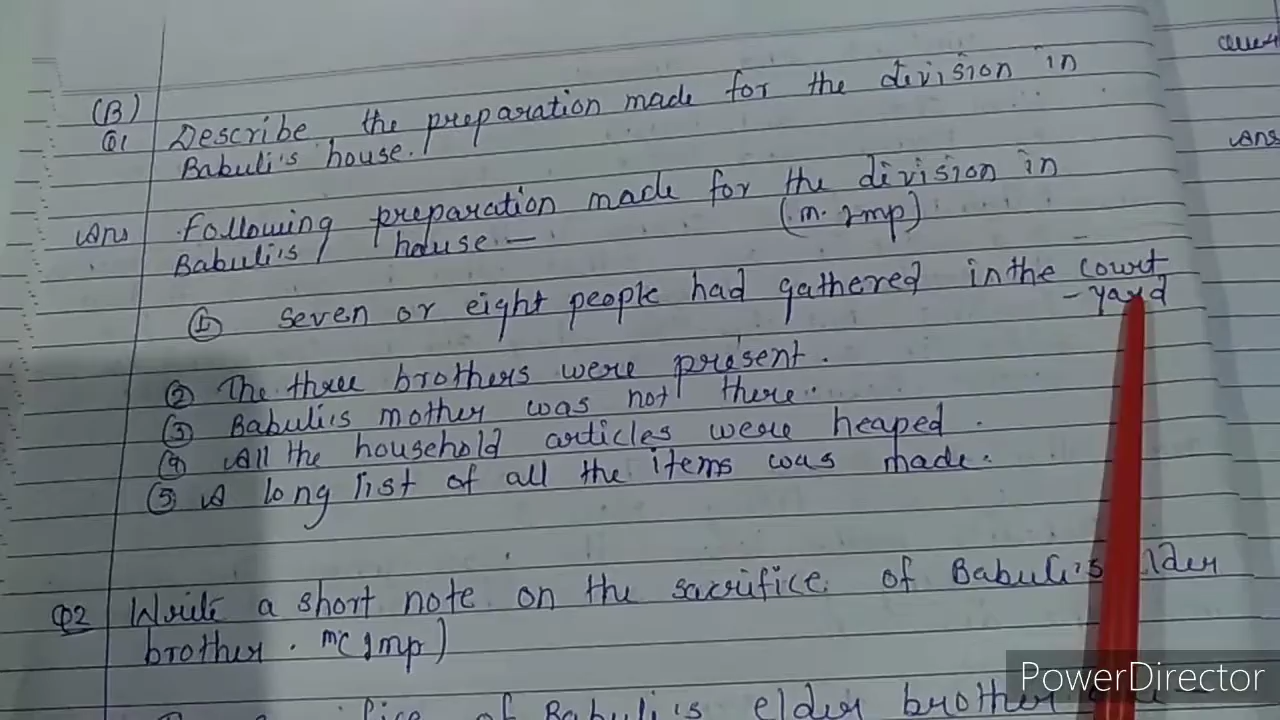 (B)
Q1 Describe the preparation made for the devision in
Babuli's house.
Ans Following preparation made for the division in
Babuli's house. — (m. Imp)
① Seven or eight people had gathered in the court
- yard
② The three brothers were present.
③ Babuli's mother was not there.
④ All the household articles were heaped.
⑤ A long list of all the items was made.
Q2 Write a short note on the sacrifice of Babuli's elder
brother. m(Imp)
of Babuli's elder brother
Ans
PowerDirector